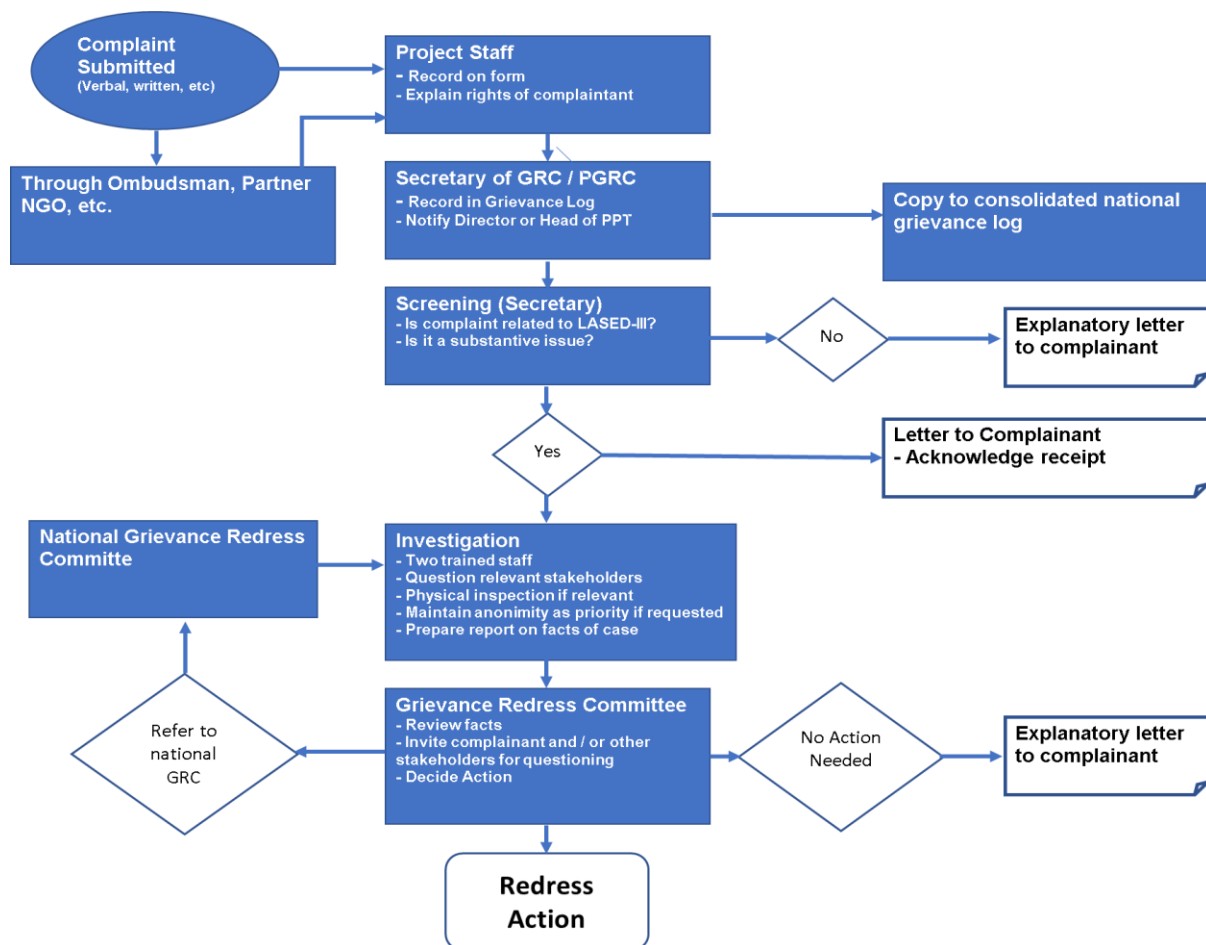 Complaint
Submitted
(Verbal, written, etc)
Project Staff
- Record on form
- Explain rights of complaintant
Through Ombudsman, Partner
NGO, etc.
Secretary of GRC / PGRC
- Record in Grievance Log
- Notify Director or Head of PPT
Copy to consolidated national
grievance log
Screening (Secretary)
- Is complaint related to LASED-III?
- Is it a substantive issue?
No
Explanatory letter
to complainant
Yes
Letter to Complainant
- Acknowledge receipt
National Grievance Redress
Committe
Investigation
- Two trained staff
- Question relevant stakeholders
- Physical inspection if relevant
- Maintain anonimity as priority if requested
- Prepare report on facts of case
Refer to
national
GRC
Grievance Redress Committee
- Review facts
- Invite complainant and / or other
stakeholders for questioning
- Decide Action
No Action
Needed
Explanatory letter
to complainant
Redress
Action